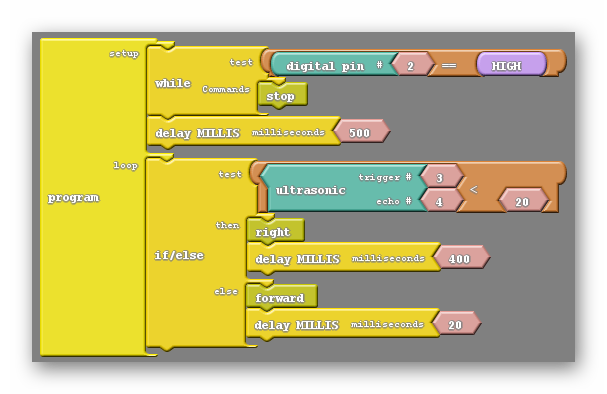 setup
test
digital pin # 2 == HIGH
while
Commands
stop
delay MILLIS milliseconds 500
loop
test
trigger # 3
ultrasonic < 20
echo # 4
program
then
right
if/else
delay MILLIS milliseconds 400
else
forward
delay MILLIS milliseconds 20